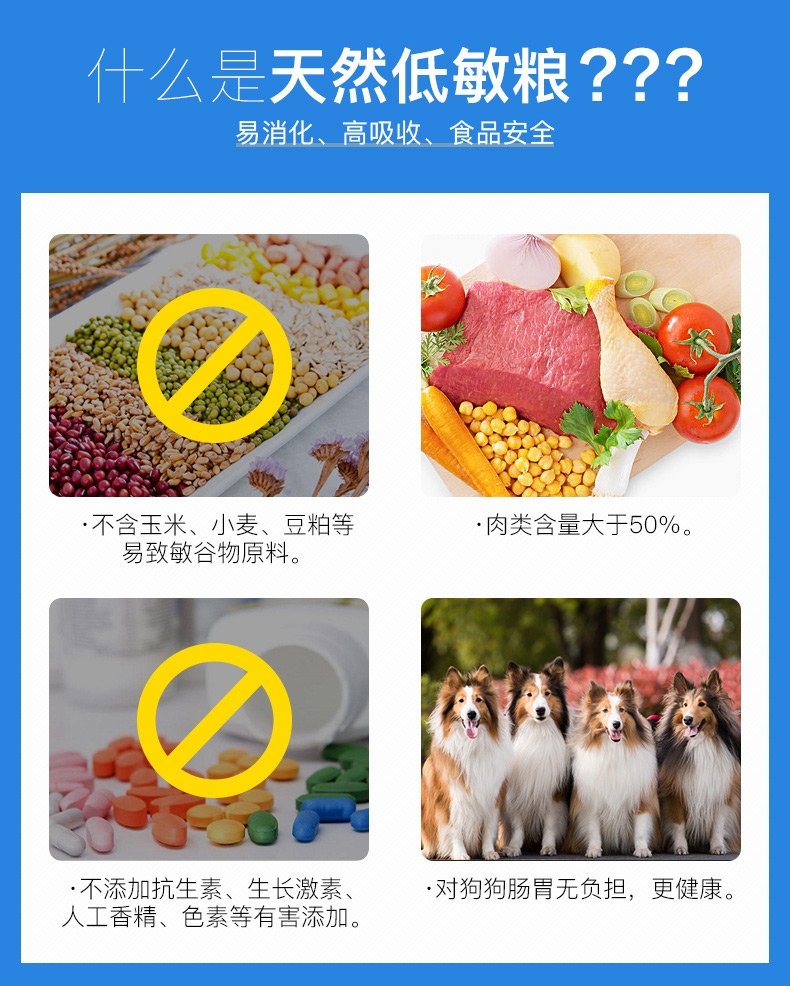 什么是天然低敏粮???
易消化、高吸收、食品安全
·不含玉米、小麦、豆粕等
易致敏谷物原料。
·肉类含量大于50%。
·不添加抗生素、生长激素、
人工香精、色素等有害添加。
·对狗狗肠胃无负担，更健康。